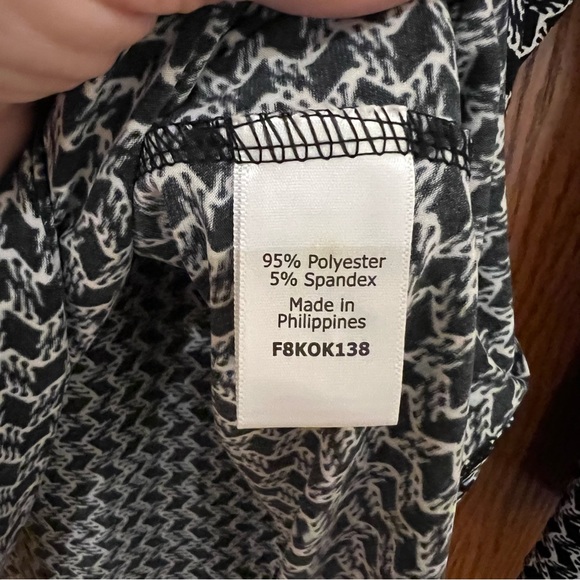 95% Polyester
5% Spandex
Made in
Philippines
F8KOK138